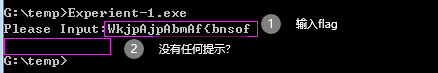 G:\temp>Experient-1.exe
Please Input:WkjpAjpAbmAf{bnsof
1 输入flag
2 没有任何提示?
G:\temp>